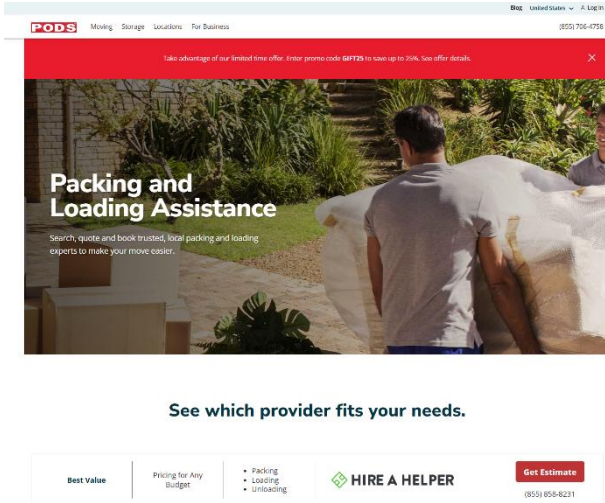 Blog United States Log In
PODS Moving Storage Locations For Business (855) 706-4758
Take advantage of our limited time offer. Enter promo code GIFT25 to save up to 25%. See offer details.
Packing and
Loading Assistance
Search, quote and book trusted, local packing and loading
experts to make your move easier.
See which provider fits your needs.
Best Value
Pricing for Any
Budget
• Packing
• Loading
• Unloading
HIRE A HELPER
Get Estimate
(855) 858-8231